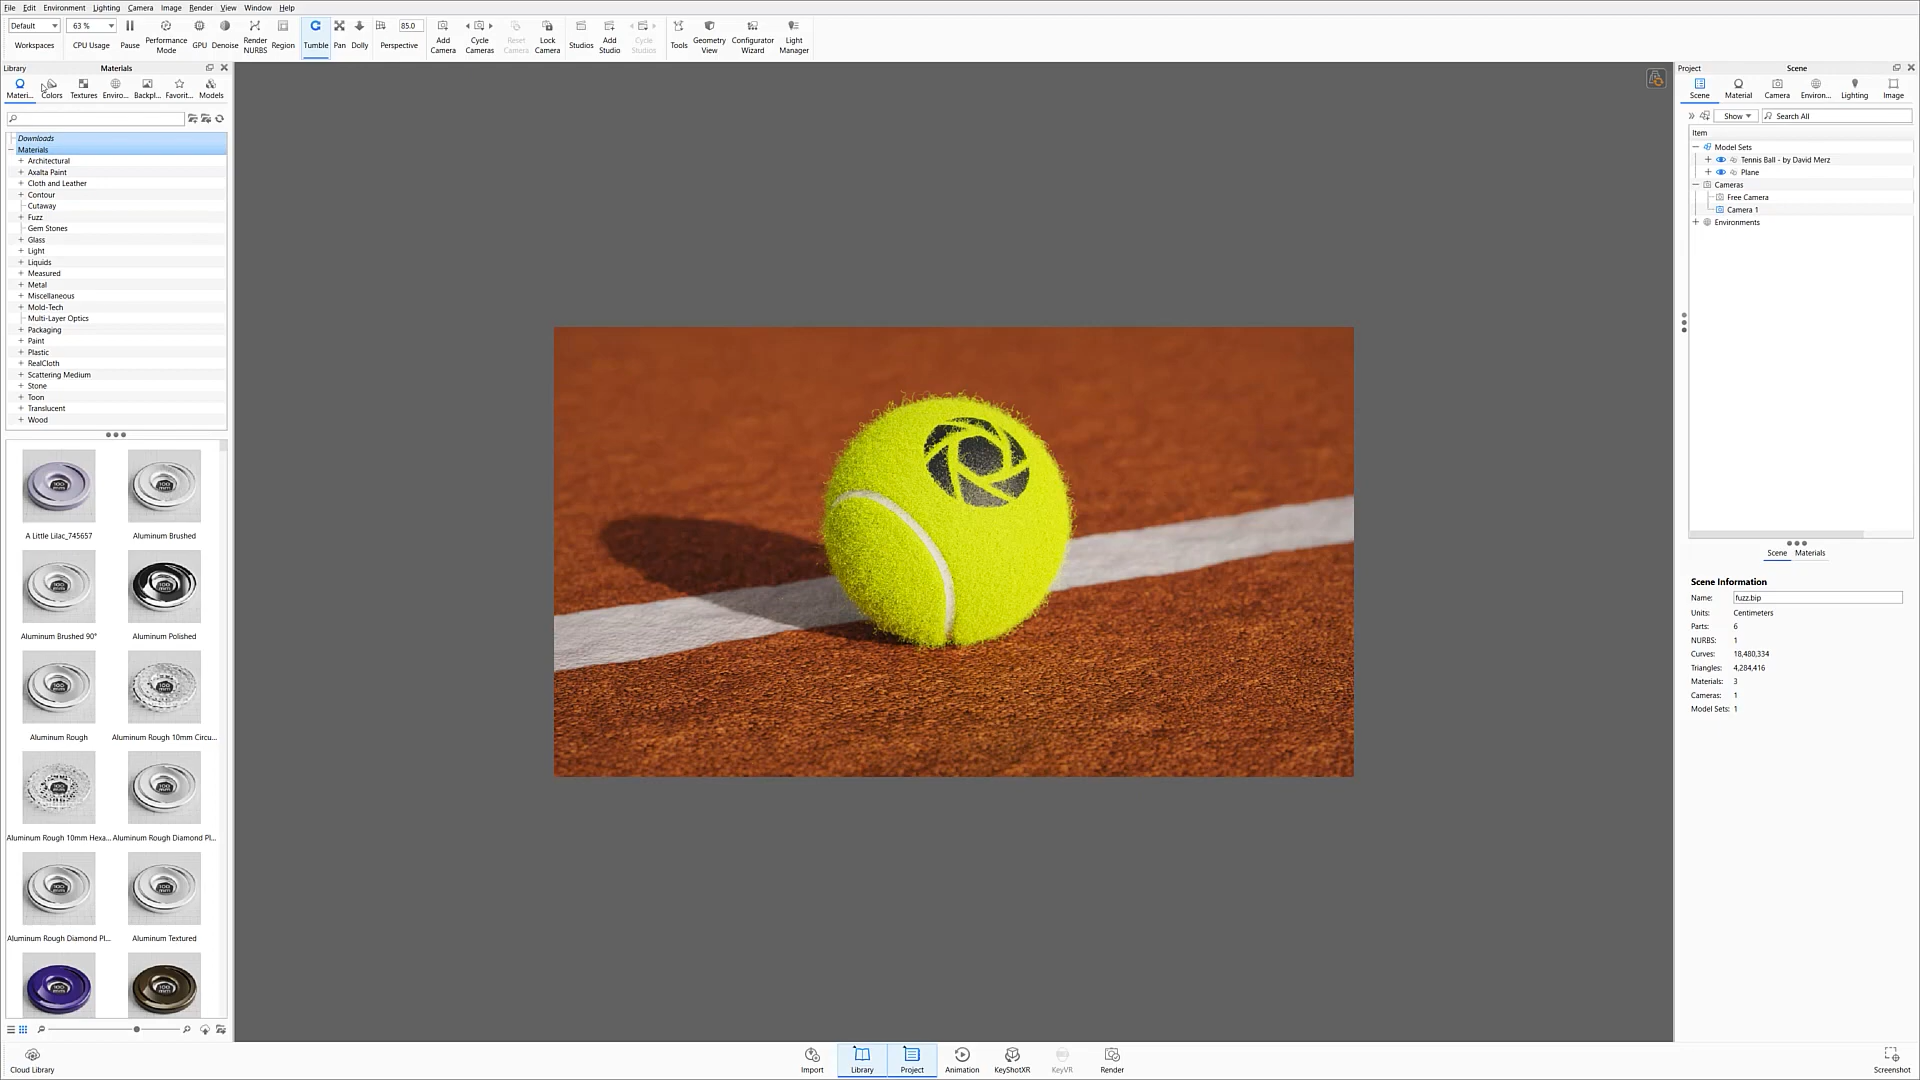 File Edit Environment Lighting Camera Image Render View Window Help
Default 63 % 85.0
Workspaces CPU Usage Pause Performance Mode GPU Denoise Render NURBS Region Tumble Pan Dolly Perspective Add Camera Cycle Cameras Reset Camera Lock Camera Studios Add Studio Cycle Studios Tools Geometry View Configurator Wizard Light Manager
Library Materials
Materi... Colors Textures Enviro... Backpl... Favorit... Models
Downloads
Materials
Architectural
Axalta Paint
Cloth and Leather
Contour
Cutaway
Fuzz
Gem Stones
Glass
Light
Liquids
Measured
Metal
Miscellaneous
Mold-Tech
Multi-Layer Optics
Packaging
Paint
Plastic
RealCloth
Scattering Medium
Stone
Toon
Translucent
Wood
A Little Lilac_745657 Aluminum Brushed
Aluminum Brushed 90° Aluminum Polished
Aluminum Rough Aluminum Rough 10mm Circu...
Aluminum Rough 10mm Hexa... Aluminum Rough Diamond Pl...
Aluminum Rough Diamond Pl... Aluminum Textured
Cloud Library
Import Library Project Animation KeyShotXR KeyVR Render
Screenshot
Project Scene
Scene Material Camera Environ... Lighting Image
Show Search All
Item
Model Sets
Tennis Ball - by David Merz
Plane
Cameras
Free Camera
Camera 1
Environments
Scene Materials
Scene Information
Name: fuzz.bip
Units: Centimeters
Parts: 6
NURBS: 1
Curves: 18,480,334
Triangles: 4,284,416
Materials: 3
Cameras: 1
Model Sets: 1